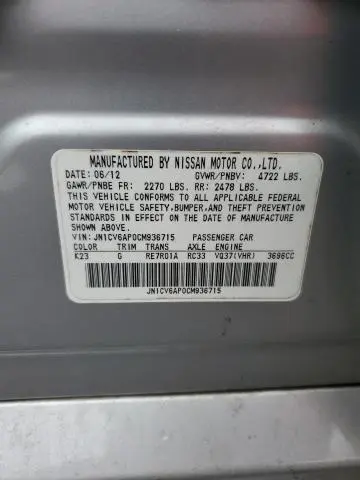 MANUFACTURED BY NISSAN MOTOR CO.,LTD.
DATE: 06/12 GVWR/PNBV: 4722 LBS.
GAWR/PNBE FR: 2270 LBS. RR: 2478 LBS.
THIS VEHICLE CONFORMS TO ALL APPLICABLE FEDERAL
MOTOR VEHICLE SAFETY,BUMPER,AND THEFT PREVENTION
STANDARDS IN EFFECT ON THE DATE OF MANUFACTURE
SHOWN ABOVE.
VIN: JN1CV6AP0CM936715 PASSENGER CAR
COLOR TRIM TRANS AXLE ENGINE
K23 G RE7R01A RC33 VQ37(VHR) 3696CC
JN1CV6AP0CM936715